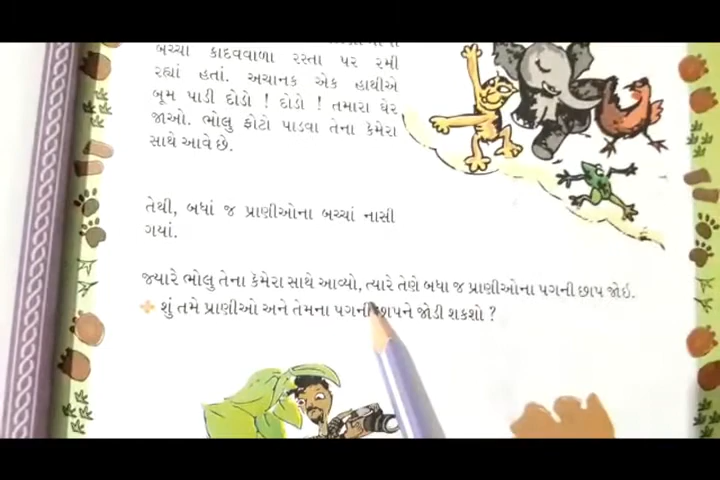 બચ્ચાં કાદવવાળા રસ્તા પર રમી
રહ્યાં હતાં. અચાનક એક હાથીએ
બૂમ પાડી દોડો ! દોડો ! તમારા ઘેર
જાઓ. ભોલુ ફોટો પાડવા તેના કેમેરા
સાથે આવે છે.
તેથી, બધાં જ પ્રાણીઓના બચ્ચાં નાસી
ગયાં.
જ્યારે ભોલુ તેના કેમેરા સાથે આવ્યો, ત્યારે તેણે બધા જ પ્રાણીઓના પગની છાપ જોઇ.
શું તમે પ્રાણીઓ અને તેમના પગની છાપને જોડી શકશો ?